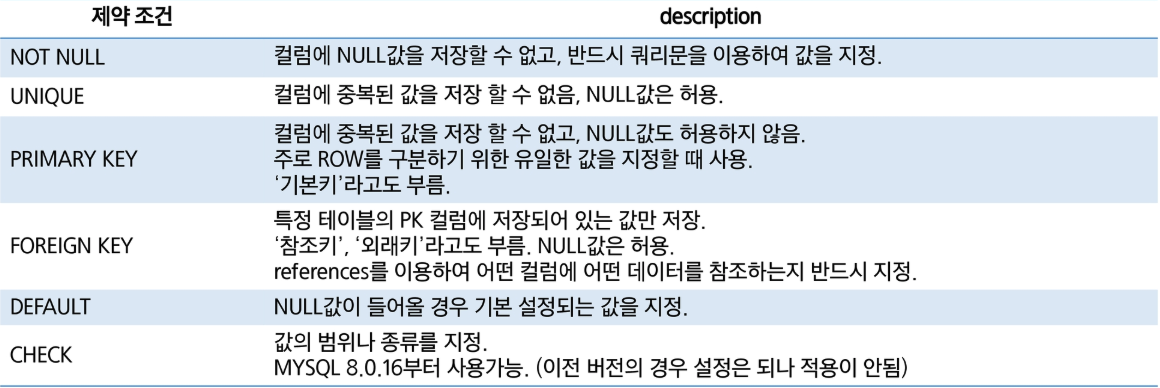 제약 조건 description
NOT NULL 컬럼에 NULL값을 저장할 수 없고, 반드시 쿼리문을 이용하여 값을 지정.
UNIQUE 컬럼에 중복된 값을 저장 할 수 없음, NULL값은 허용.
컬럼에 중복된 값을 저장 할 수 없고, NULL값도 허용하지 않음.
PRIMARY KEY 주로 ROW를 구분하기 위한 유일한 값을 지정할 때 사용.
‘기본키’라고도 부름.
특정 테이블의 PK 컬럼에 저장되어 있는 값만 저장.
FOREIGN KEY ‘참조키’, ‘외래키’라고도 부름. NULL값은 허용.
references를 이용하여 어떤 컬럼에 어떤 데이터를 참조하는지 반드시 지정.
DEFAULT NULL값이 들어올 경우 기본 설정되는 값을 지정.
CHECK 값의 범위나 종류를 지정.
MYSQL 8.0.16부터 사용가능. (이전 버전의 경우 설정은 되나 적용이 안됨)